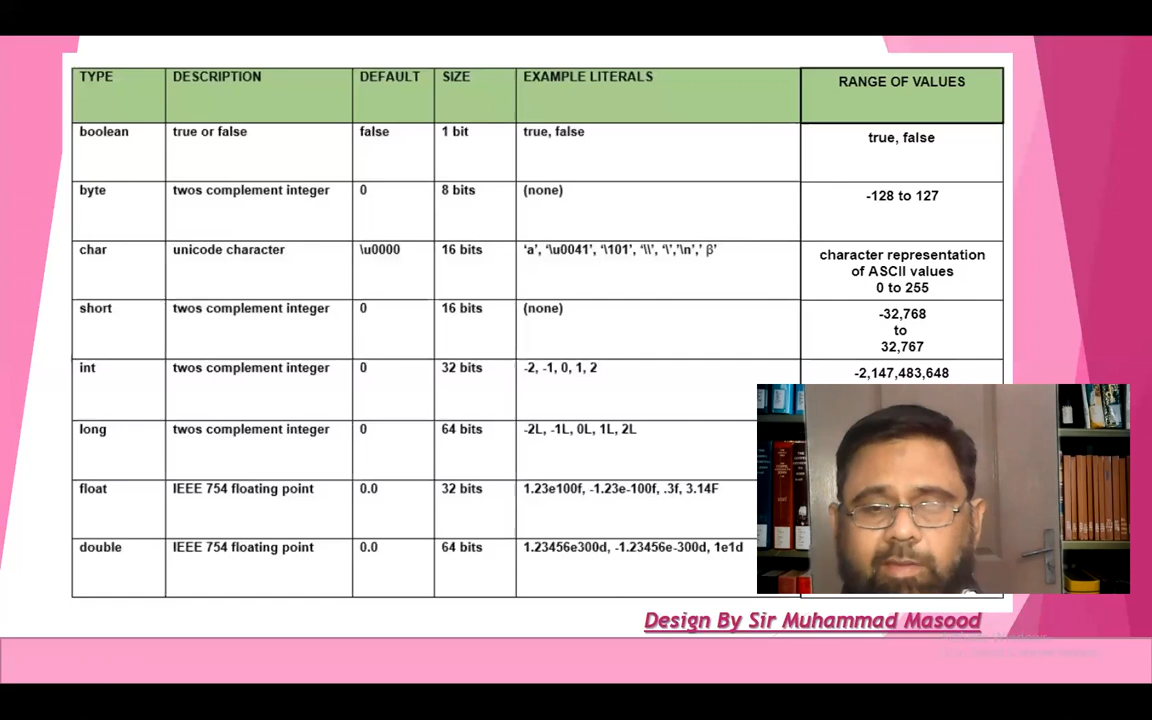 TYPE DESCRIPTION DEFAULT SIZE EXAMPLE LITERALS RANGE OF VALUES
boolean true or false false 1 bit true, false true, false
byte twos complement integer 0 8 bits (none) -128 to 127
char unicode character \u0000 16 bits ‘a’, ‘\u0041’, ‘\101’, ‘\\’, ‘\’,’\n’,’ β’ character representation
of ASCII values
0 to 255
short twos complement integer 0 16 bits (none) -32,768
to
32,767
int twos complement integer 0 32 bits -2, -1, 0, 1, 2 -2,147,483,648
long twos complement integer 0 64 bits -2L, -1L, 0L, 1L, 2L
float IEEE 754 floating point 0.0 32 bits 1.23e100f, -1.23e-100f, .3f, 3.14F
double IEEE 754 floating point 0.0 64 bits 1.23456e300d, -1.23456e-300d, 1e1d
Design By Sir Muhammad Masood